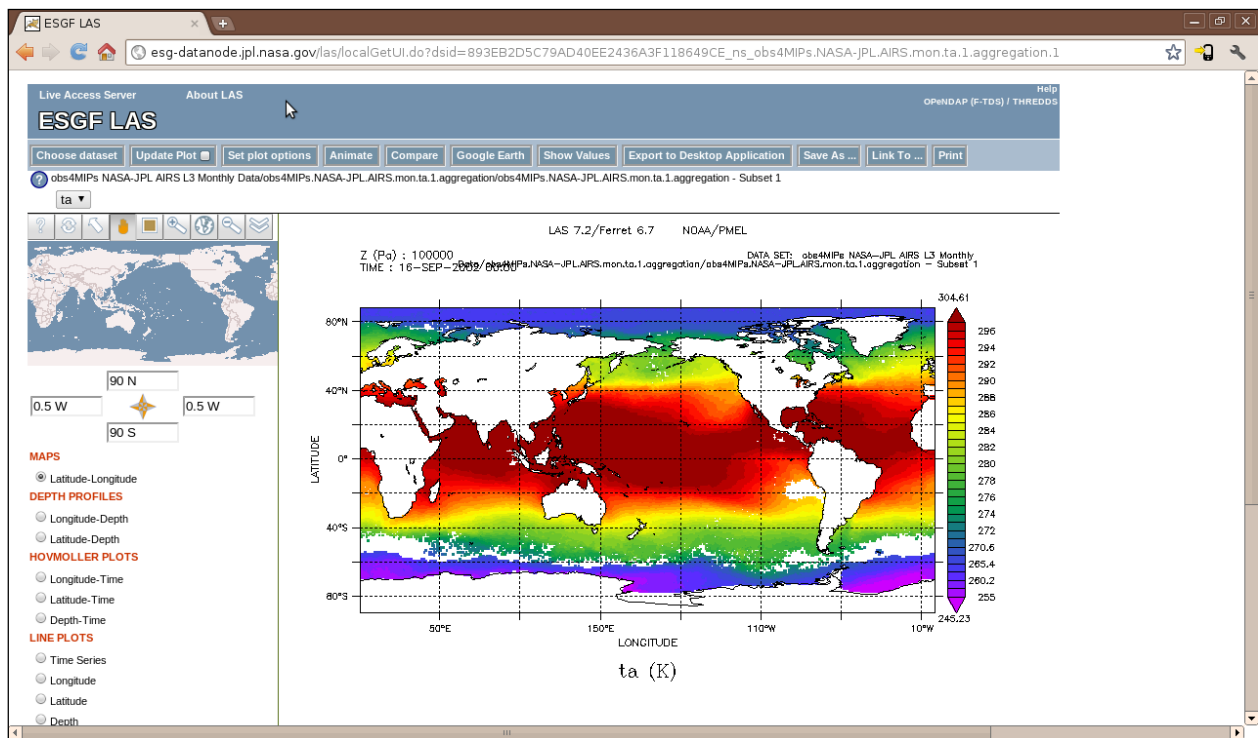 ESGF LAS
esg-datanode.jpl.nasa.gov/las/localGetUI.do?dsid=893EB2D5C79AD40EE2436A3F118649CE_ns_obs4MIPs.NASA-JPL.AIRS.mon.ta.1.aggregation.1
Live Access Server About LAS Help
OPeNDAP (F-TDS) / THREDDS
ESGF LAS
Choose dataset Update Plot Set plot options Animate Compare Google Earth Show Values Export to Desktop Application Save As ... Link To ... Print
obs4MIPs NASA-JPL AIRS L3 Monthly Data/obs4MIPs.NASA-JPL.AIRS.mon.ta.1.aggregation/obs4MIPs.NASA-JPL.AIRS.mon.ta.1.aggregation - Subset 1
ta
LAS 7.2/Ferret 6.7 NOAA/PMEL
Z (Pa) : 100000 DATA SET: obs4MIPs NASA-JPL AIRS L3 Monthly
TIME : 16-SEP-2002 00:00 Data/obs4MIPs.NASA-JPL.AIRS.mon.ta.1.aggregation/obs4MIPs.NASA-JPL.AIRS.mon.ta.1.aggregation - Subset 1
90 N
0.5 W 0.5 W
90 S
MAPS
Latitude-Longitude
DEPTH PROFILES
Longitude-Depth
Latitude-Depth
HOVMOLLER PLOTS
Longitude-Time
Latitude-Time
Depth-Time
LINE PLOTS
Time Series
Longitude
Latitude
Depth
LATITUDE
80°N
40°N
0°
40°S
80°S
50°E 150°E 110°W 10°W
LONGITUDE
ta (K)
304.61
296
294
292
290
288
286
284
282
280
278
276
274
272
270.6
265.4
260.2
255
245.23